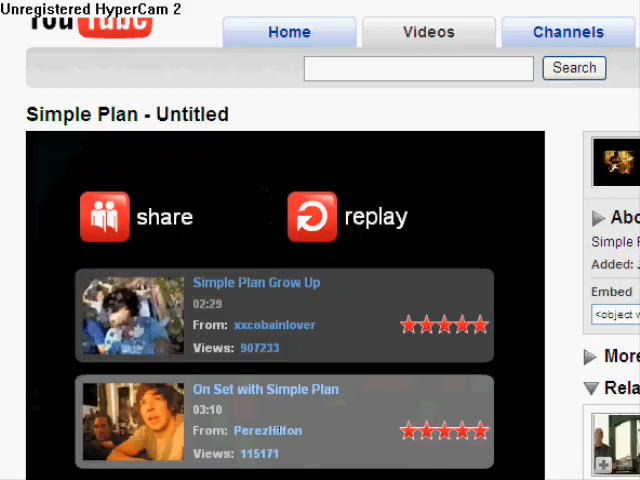 Unregistered HyperCam 2
You Tube
Home
Videos
Channels
Search
Simple Plan - Untitled
share
replay
Simple Plan Grow Up
02:29
From: xxcobainlover
Views: 907233
On Set with Simple Plan
03:10
From: PerezHilton
Views: 115171
Abo
Simple P
Added: J
Embed
<object w
More
Rela